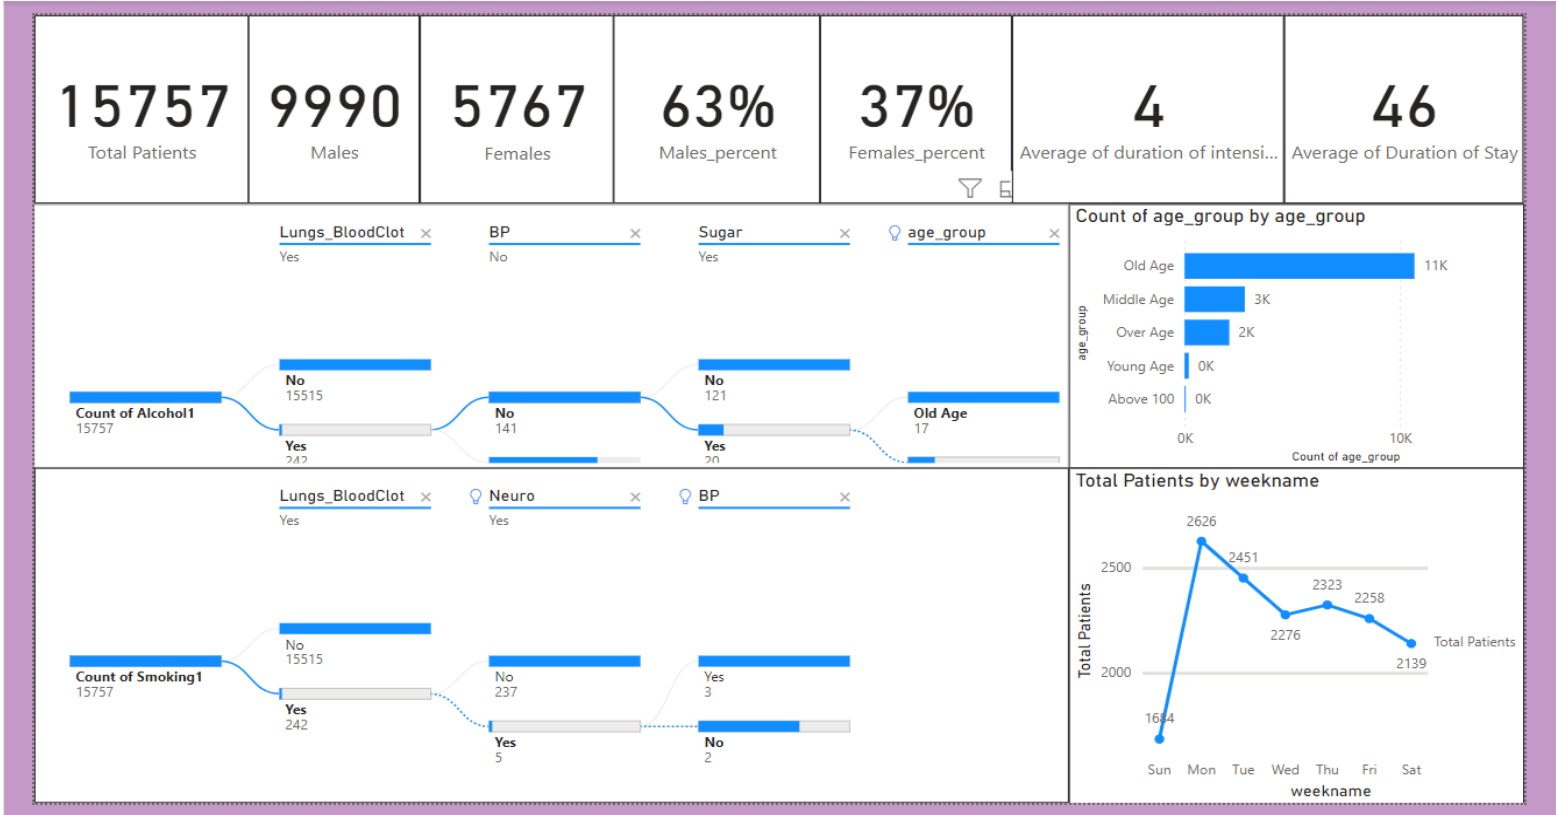 15757
Total Patients
9990
Males
5767
Females
63%
Males_percent
37%
Females_percent
4
Average of duration of intensi...
46
Average of Duration of Stay
Lungs_BloodClot
Yes
BP
No
Sugar
Yes
age_group
No
15515
Count of Alcohol1
15757
Yes
242
No
141
No
121
Yes
20
Old Age
17
Count of age_group by age_group
age_group
Old Age 11K
Middle Age 3K
Over Age 2K
Young Age 0K
Above 100 0K
0K 10K
Count of age_group
Lungs_BloodClot
Yes
Neuro
Yes
BP
No
15515
Count of Smoking1
15757
Yes
242
No
237
Yes
5
Yes
3
No
2
Total Patients by weekname
Total Patients
2500
2000
1684
2626
2451
2276
2323
2258
2139
Total Patients
Sun Mon Tue Wed Thu Fri Sat
weekname